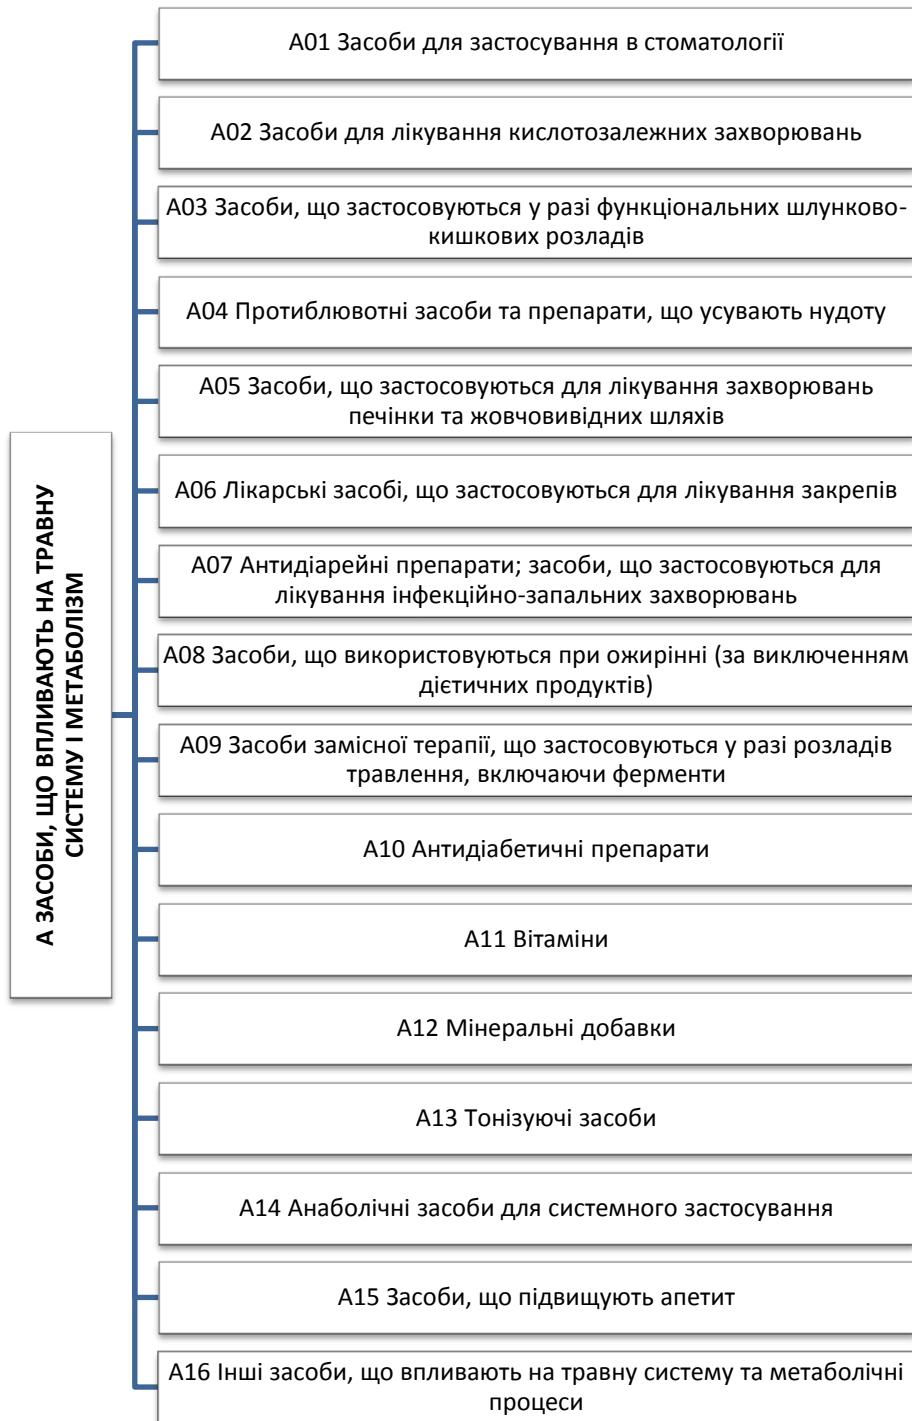 А ЗАСОБИ, ЩО ВПЛИВАЮТЬ НА ТРАВНУ
СИСТЕМУ І МЕТАБОЛІЗМ
А01 Засоби для застосування в стоматології
А02 Засоби для лікування кислотозалежних захворювань
А03 Засоби, що застосовуються у разі функціональних шлунково-
кишкових розладів
А04 Протиблювотні засоби та препарати, що усувають нудоту
А05 Засоби, що застосовуються для лікування захворювань
печінки та жовчовивідних шляхів
А06 Лікарські засобі, що застосовуються для лікування закрепів
А07 Антидіарейні препарати; засоби, що застосовуються для
лікування інфекційно-запальних захворювань
А08 Засоби, що використовуються при ожирінні (за виключенням
дієтичних продуктів)
А09 Засоби замісної терапії, що застосовуються у разі розладів
травлення, включаючи ферменти
А10 Антидіабетичні препарати
А11 Вітаміни
А12 Мінеральні добавки
А13 Тонізуючі засоби
А14 Анаболічні засоби для системного застосування
А15 Засоби, що підвищують апетит
А16 Інші засоби, що впливають на травну систему та метаболічні
процеси